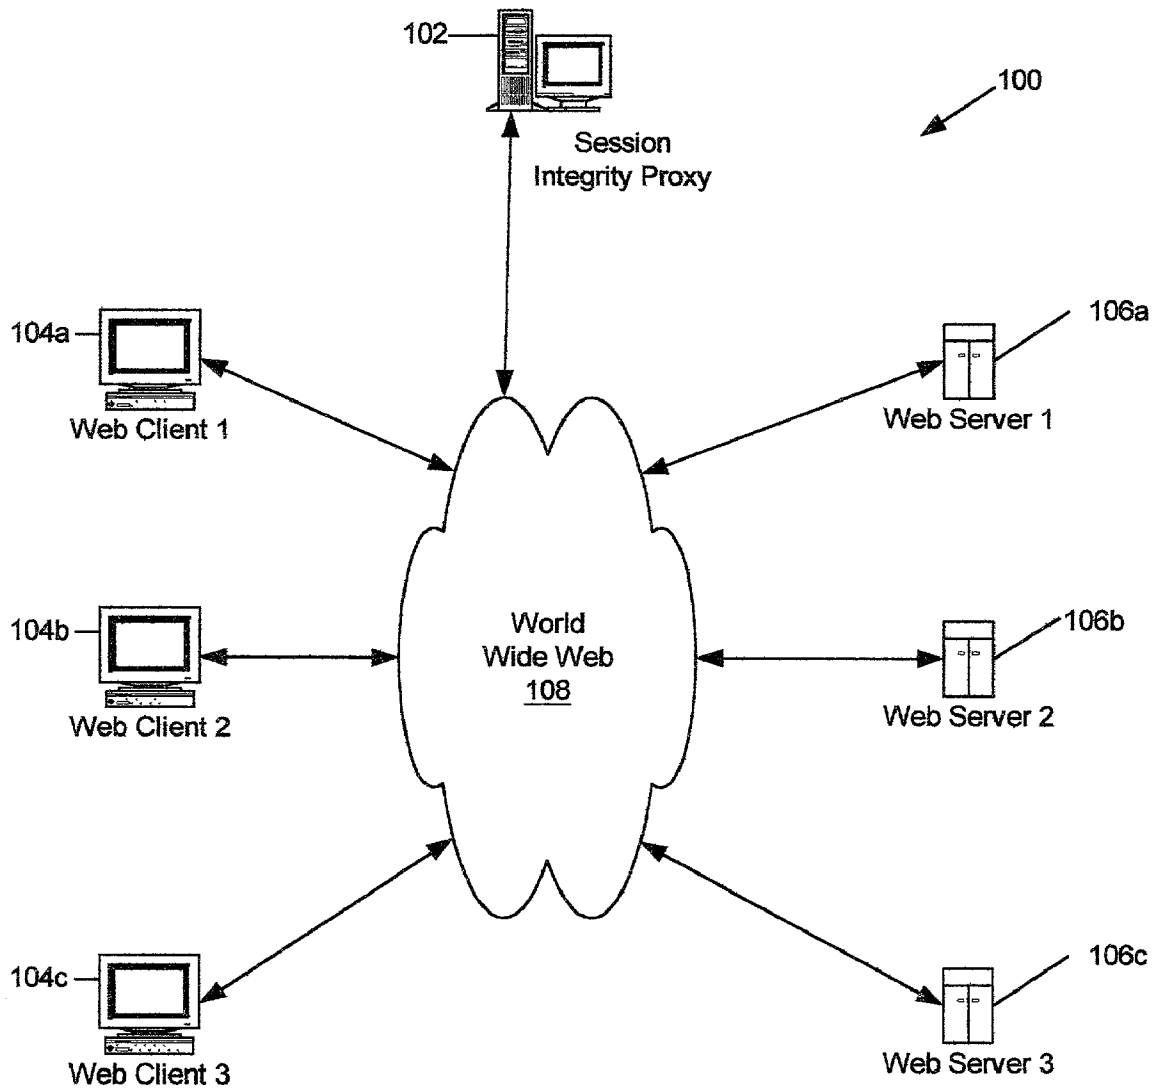 102
100
Session
Integrity Proxy
104a
106a
Web Client 1
Web Server 1
104b
106b
World
Wide Web
108
Web Client 2
Web Server 2
104c
106c
Web Client 3
Web Server 3